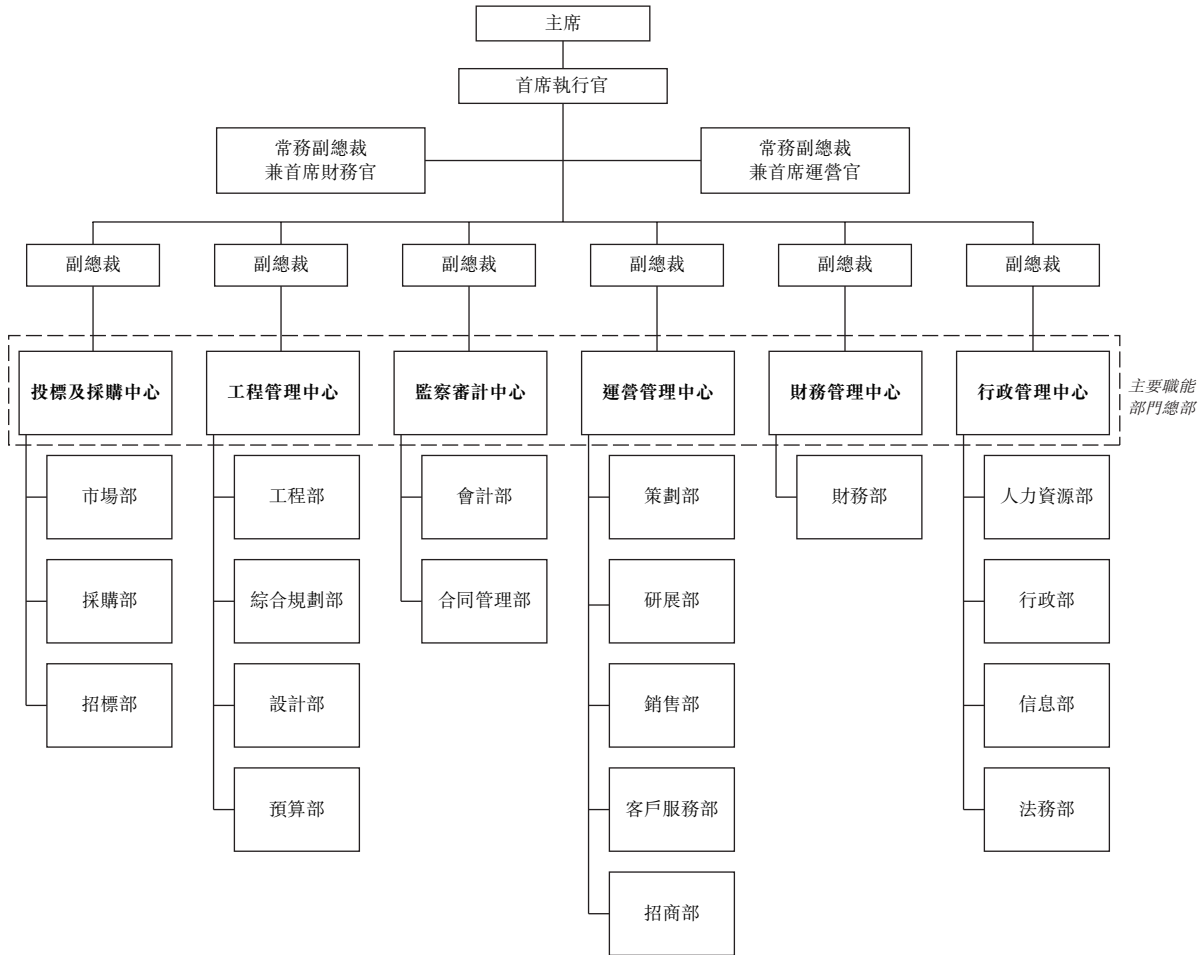 主席
首席執行官
常務副總裁
兼首席財務官
常務副總裁
兼首席運營官
副總裁
副總裁
副總裁
副總裁
副總裁
副總裁
投標及採購中心
工程管理中心
監察審計中心
運營管理中心
財務管理中心
行政管理中心
主要職能
部門總部
市場部
工程部
會計部
策劃部
財務部
人力資源部
採購部
綜合規劃部
合同管理部
研展部
行政部
招標部
設計部
銷售部
信息部
預算部
客戶服務部
法務部
招商部